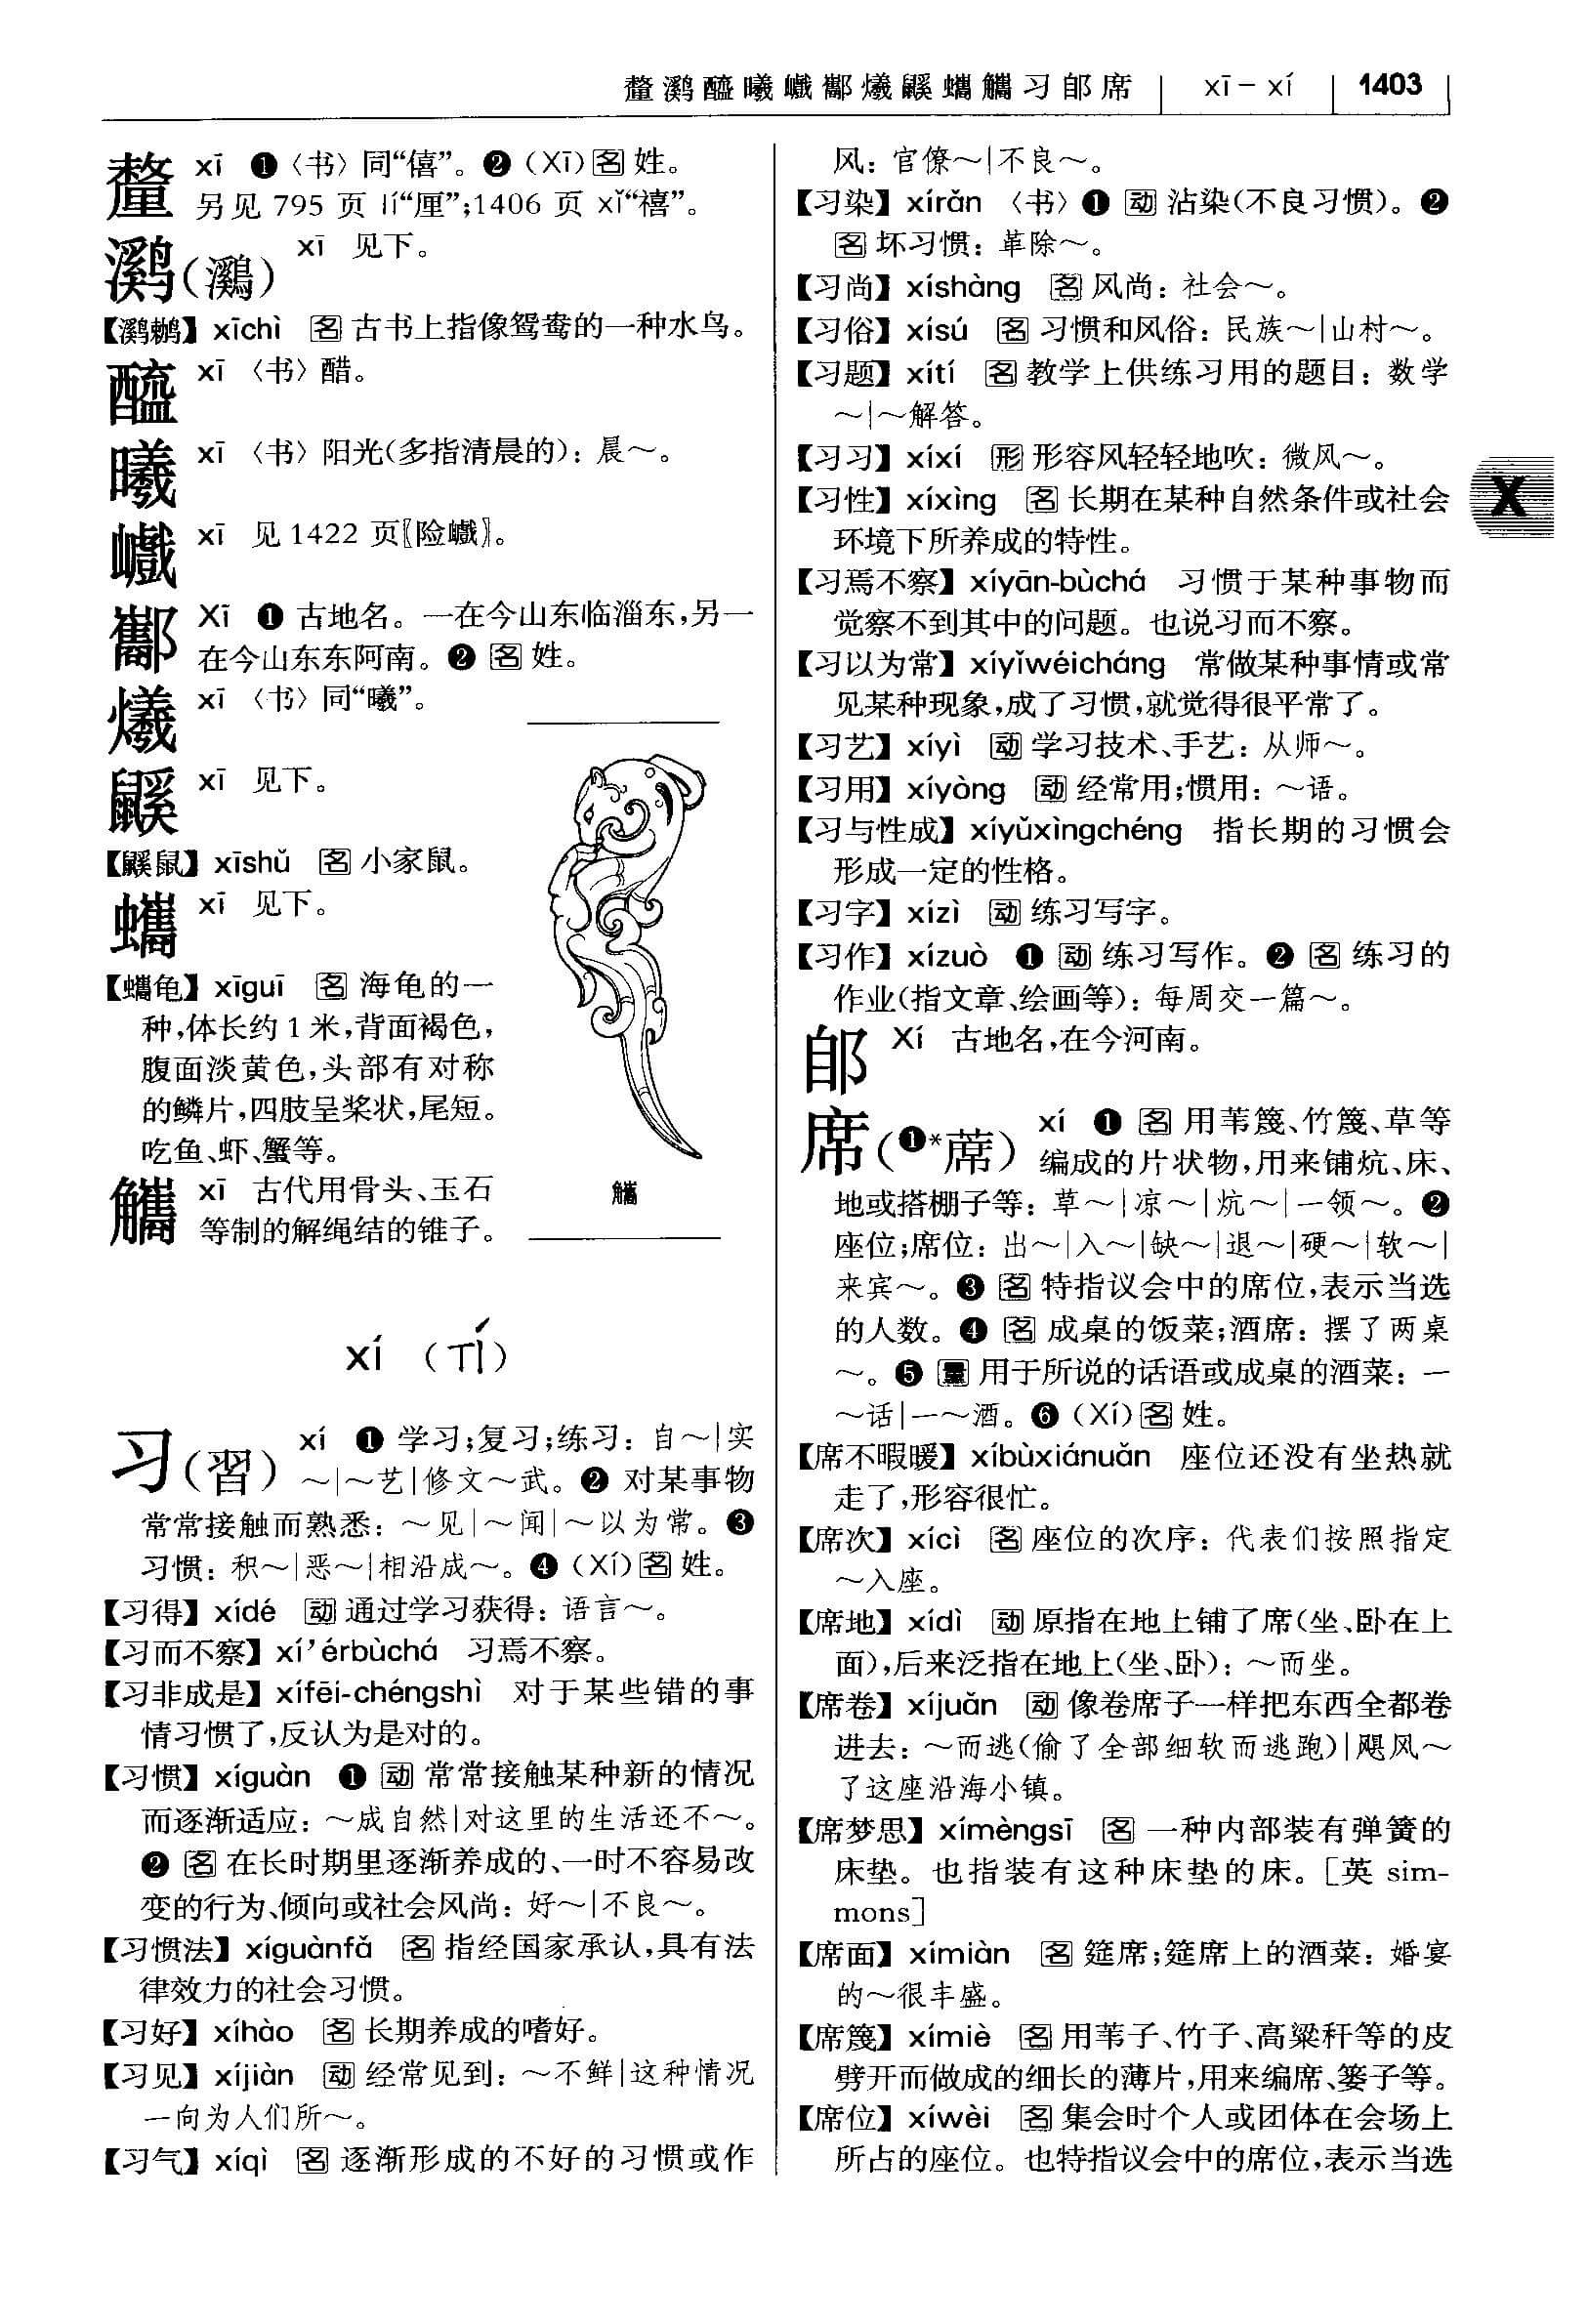 釐㶉醯曦巇酅爔鼷蠵觿习郋席 xī – xí 1403
釐 xī ❶〈书〉同“僖”。❷（Xī）名 姓。
另见 795 页 lí“厘”；1406 页 xǐ“禧”。
㶉（鸂） xī 见下。
【㶉𫛶】xīchì 名 古书上指像鸳鸯的一种水鸟。
醯 xī 〈书〉醋。
曦 xī 〈书〉阳光（多指清晨的）：晨～。
巇 xī 见 1422 页〖险巇〗。
酅 Xī ❶ 古地名。一在今山东临淄东，另一
在今山东东阿南。❷ 名 姓。
爔 xī 〈书〉同“曦”。
鼷 xī 见下。
【鼷鼠】xīshǔ 名 小家鼠。
蠵 xī 见下。
【蠵龟】xīguī 名 海龟的一
种，体长约 1 米，背面褐色，
腹面淡黄色，头部有对称
的鳞片，四肢呈桨状，尾短。
吃鱼、虾、蟹等。
觿 xī 古代用骨头、玉石
等制的解绳结的锥子。
觿
xí （ㄒㄧˊ）
习（習） xí ❶ 学习；复习；练习：自～|实
～|～艺|修文～武。❷ 对某事物
常常接触而熟悉：～见|～闻|～以为常。❸
习惯：积～|恶～|相沿成～。❹（Xí）名 姓。
【习得】xídé 动 通过学习获得：语言～。
【习而不察】xí’érbùchá 习焉不察。
【习非成是】xífēi-chéngshì 对于某些错的事
情习惯了，反认为是对的。
【习惯】xíguàn ❶ 动 常常接触某种新的情况
而逐渐适应：～成自然|对这里的生活还不～。
❷ 名 在长时期里逐渐养成的、一时不容易改
变的行为、倾向或社会风尚：好～|不良～。
【习惯法】xíguànfǎ 名 指经国家承认，具有法
律效力的社会习惯。
【习好】xíhào 名 长期养成的嗜好。
【习见】xíjiàn 动 经常见到：～不鲜|这种情况
一向为人们所～。
【习气】xíqì 名 逐渐形成的不好的习惯或作
风：官僚～|不良～。
【习染】xírǎn 〈书〉❶ 动 沾染（不良习惯）。❷
名 坏习惯：革除～。
【习尚】xíshàng 名 风尚：社会～。
【习俗】xísú 名 习惯和风俗：民族～|山村～。
【习题】xítí 名 教学上供练习用的题目：数学
～|～解答。
【习习】xíxí 形 形容风轻轻地吹：微风～。
【习性】xíxìng 名 长期在某种自然条件或社会
环境下所养成的特性。
【习焉不察】xíyān-bùchá 习惯于某种事物而
觉察不到其中的问题。也说习而不察。
【习以为常】xíyǐwéicháng 常做某种事情或常
见某种现象，成了习惯，就觉得很平常了。
【习艺】xíyì 动 学习技术、手艺：从师～。
【习用】xíyòng 动 经常用；惯用：～语。
【习与性成】xíyǔxìngchéng 指长期的习惯会
形成一定的性格。
【习字】xízì 动 练习写字。
【习作】xízuò ❶ 动 练习写作。❷ 名 练习的
作业（指文章、绘画等）：每周交一篇～。
郋 Xí 古地名，在今河南。
席（❶*蓆） xí ❶ 名 用苇篾、竹篾、草等
编成的片状物，用来铺炕、床、
地或搭棚子等：草～|凉～|炕～|一领～。❷
座位；席位：出～|入～|缺～|退～|硬～|软～|
来宾～。❸ 名 特指议会中的席位，表示当选
的人数。❹ 名 成桌的饭菜；酒席：摆了两桌
～。❺ 量 用于所说的话语或成桌的酒菜：一
～话|一～酒。❻（Xí）名 姓。
【席不暇暖】xíbùxiánuǎn 座位还没有坐热就
走了，形容很忙。
【席次】xícì 名 座位的次序：代表们按照指定
～入座。
【席地】xídì 动 原指在地上铺了席（坐、卧在上
面），后来泛指在地上（坐、卧）：～而坐。
【席卷】xíjuǎn 动 像卷席子一样把东西全都卷
进去：～而逃（偷了全部细软而逃跑）|飓风～
了这座沿海小镇。
【席梦思】xímèngsī 名 一种内部装有弹簧的
床垫。也指装有这种床垫的床。[英 sim-
mons]
【席面】xímiàn 名 筵席；筵席上的酒菜：婚宴
的～很丰盛。
【席篾】xímiè 名 用苇子、竹子、高粱秆等的皮
劈开而做成的细长的薄片，用来编席、篓子等。
【席位】xíwèi 名 集会时个人或团体在会场上
所占的座位。也特指议会中的席位，表示当选
X